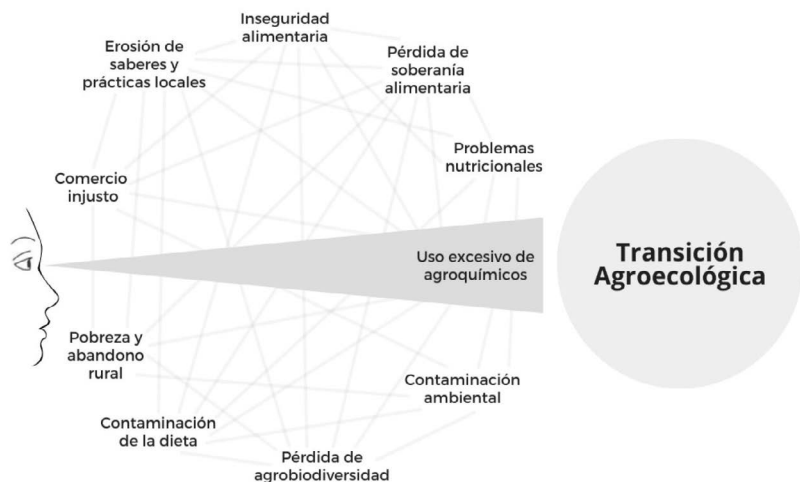 Inseguridad
alimentaria
Erosión de
saberes y
prácticas locales
Pérdida de
soberanía
alimentaria
Problemas
nutricionales
Comercio
injusto
Uso excesivo de
agroquímicos
Transición
Agroecológica
Pobreza y
abandono
rural
Contaminación
ambiental
Contaminación
de la dieta
Pérdida de
agrobiodiversidad